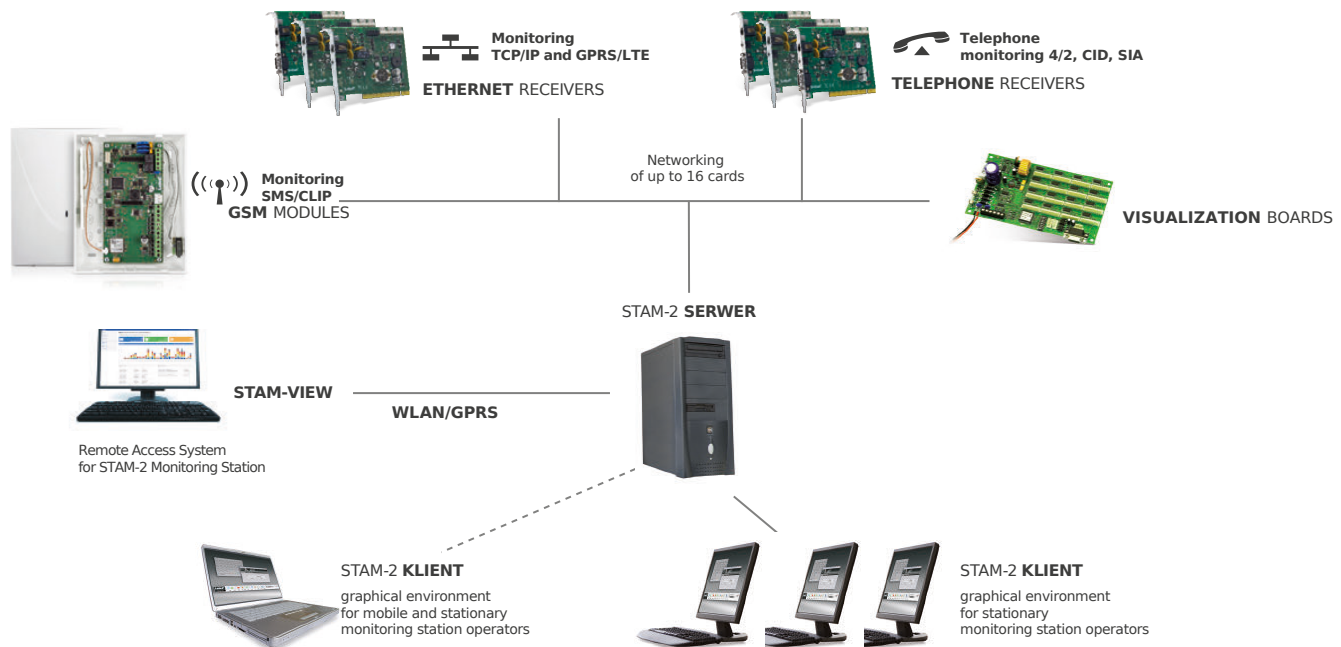 Monitoring
TCP/IP and GPRS/LTE
ETHERNET RECEIVERS
Telephone
monitoring 4/2, CID, SIA
TELEPHONE RECEIVERS
Networking
of up to 16 cards
Monitoring
SMS/CLIP
GSM MODULES
VISUALIZATION BOARDS
STAM-2 SERWER
STAM-VIEW
WLAN/GPRS
Remote Access System
for STAM-2 Monitoring Station
STAM-2 KLIENT
graphical environment
for mobile and stationary
monitoring station operators
STAM-2 KLIENT
graphical environment
for stationary
monitoring station operators